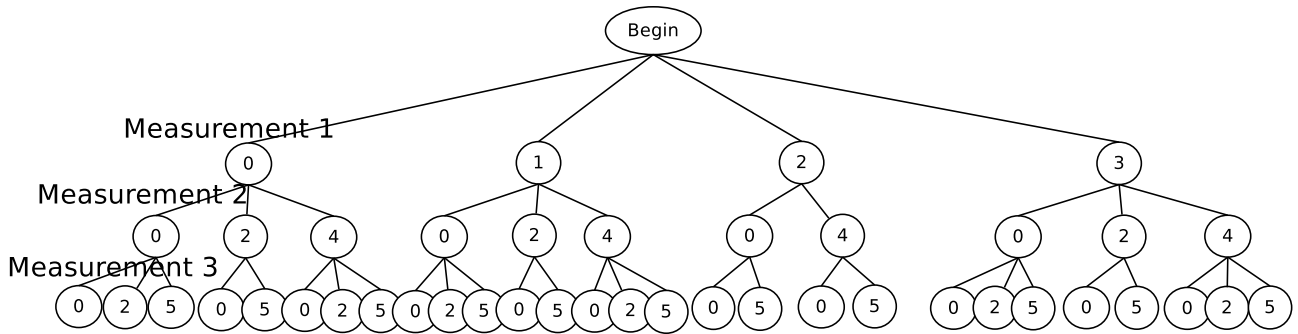 Begin
Measurement 1
0 1 2 3
Measurement 2
0 2 4 0 2 4 0 4 0 2 4
Measurement 3
0 2 5 0 5 0 2 5 0 2 5 0 5 0 2 5 0 5 0 5 0 2 5 0 5 0 2 5